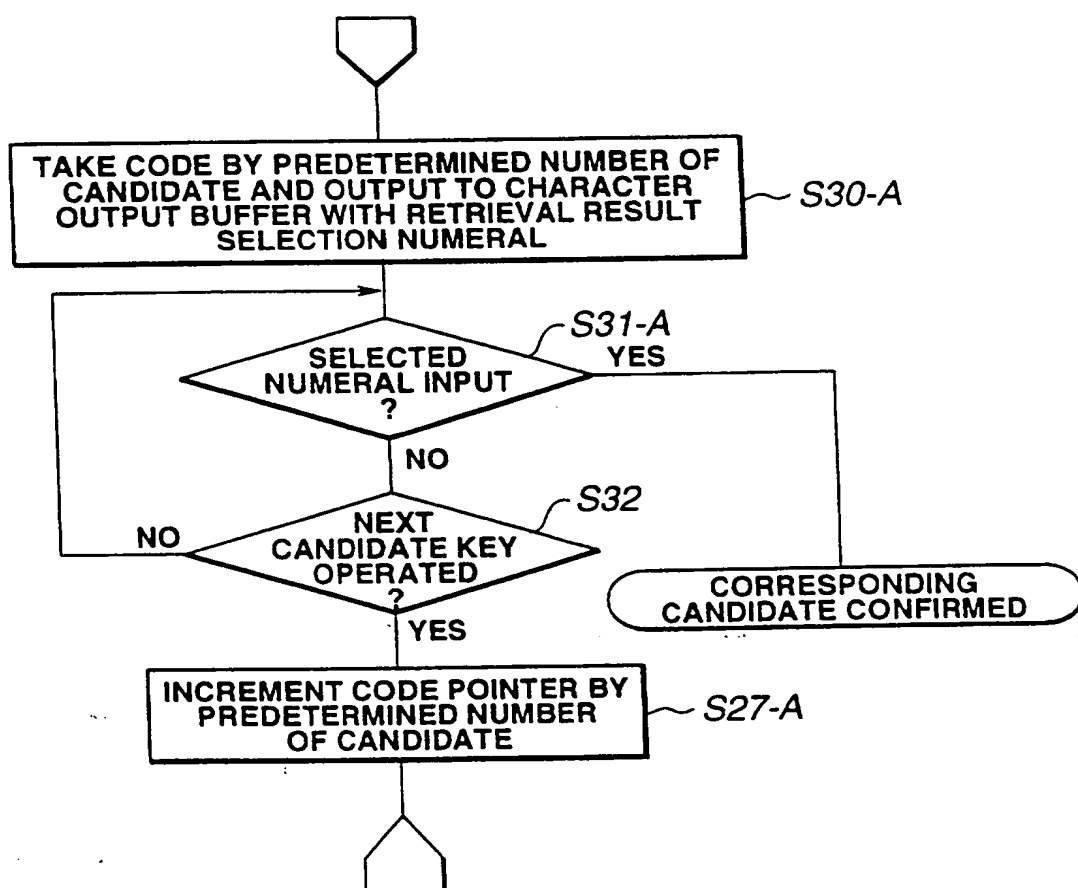 TAKE CODE BY PREDETERMINED NUMBER OF
CANDIDATE AND OUTPUT TO CHARACTER
OUTPUT BUFFER WITH RETRIEVAL RESULT
SELECTION NUMERAL
S30-A
S31-A
SELECTED
NUMERAL INPUT
?
YES
NO
S32
NEXT
CANDIDATE KEY
OPERATED
?
NO
YES
CORRESPONDING
CANDIDATE CONFIRMED
INCREMENT CODE POINTER BY
PREDETERMINED NUMBER
OF CANDIDATE
S27-A